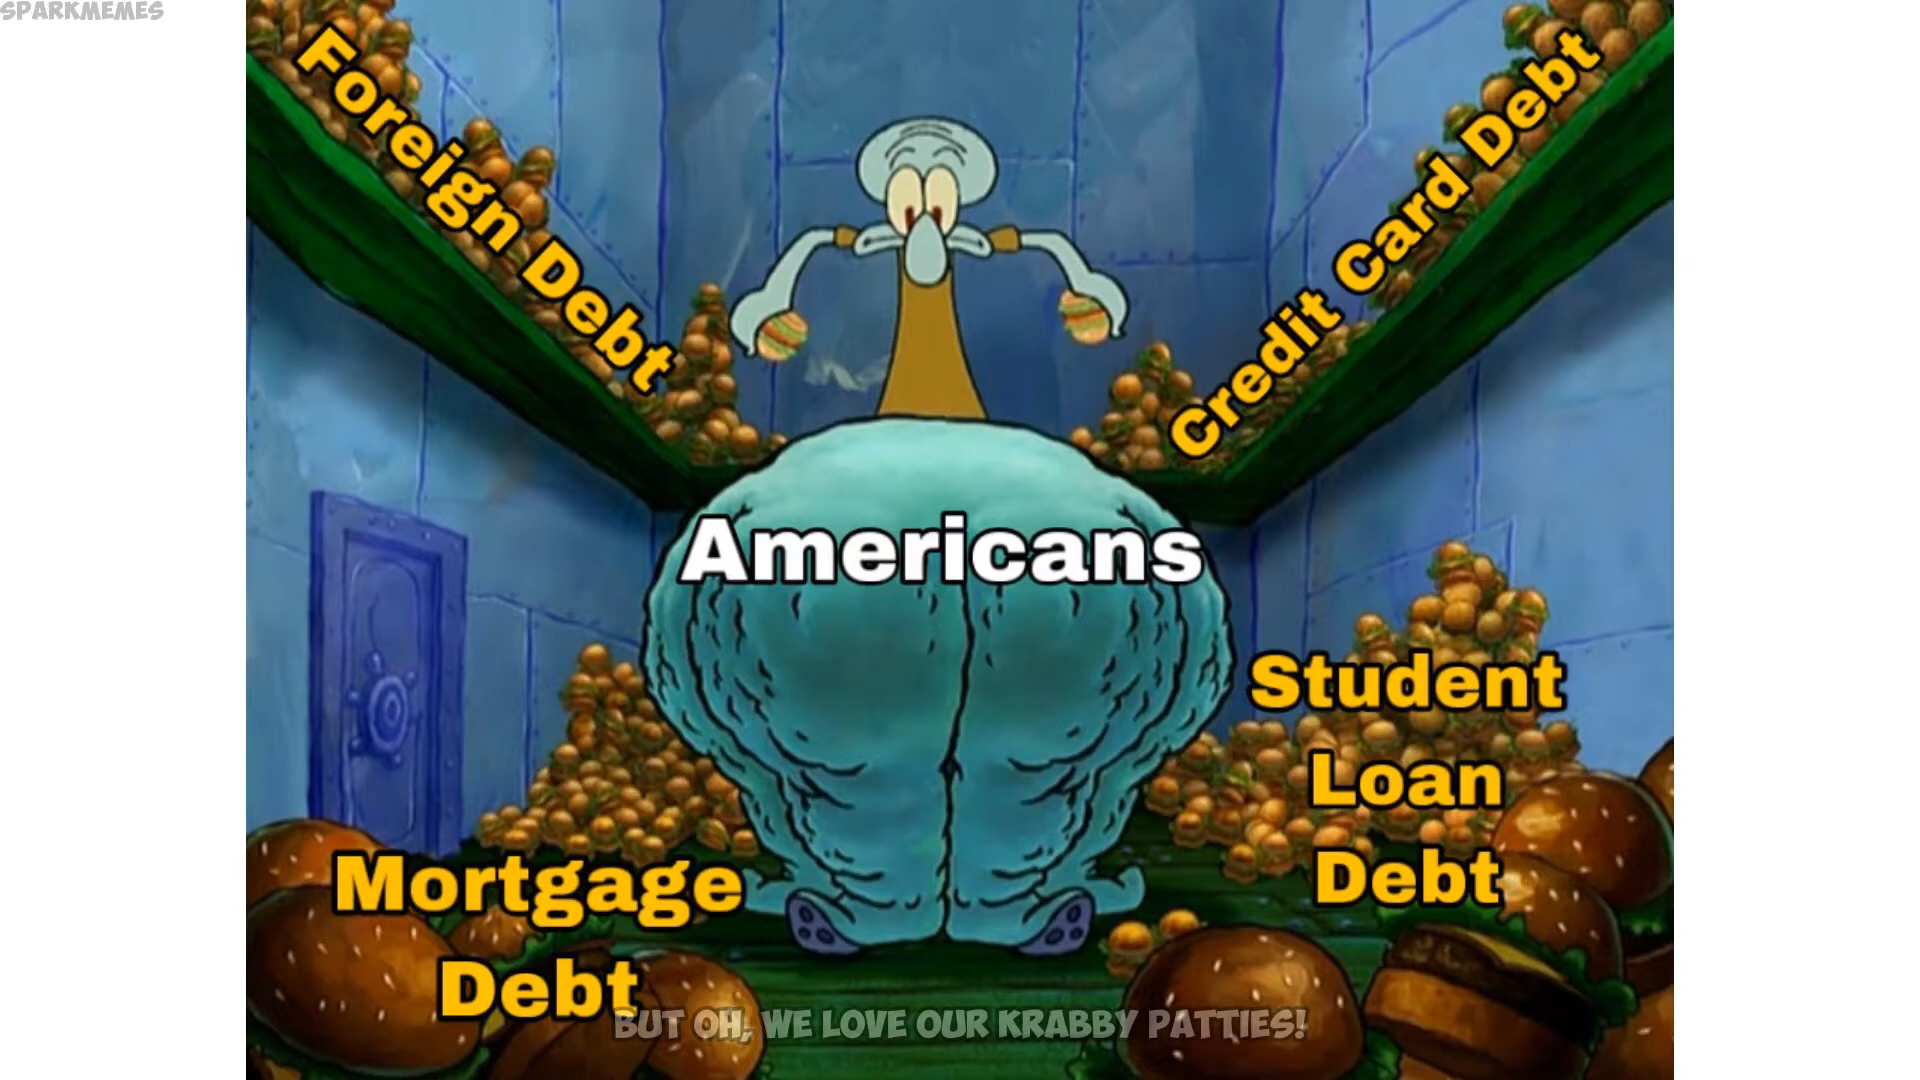 SPARKMEMES
Foreign Debt
Credit Card Debt
Americans
Student
Loan
Debt
Mortgage
Debt
BUT OH, WE LOVE OUR KRABBY PATTIES!